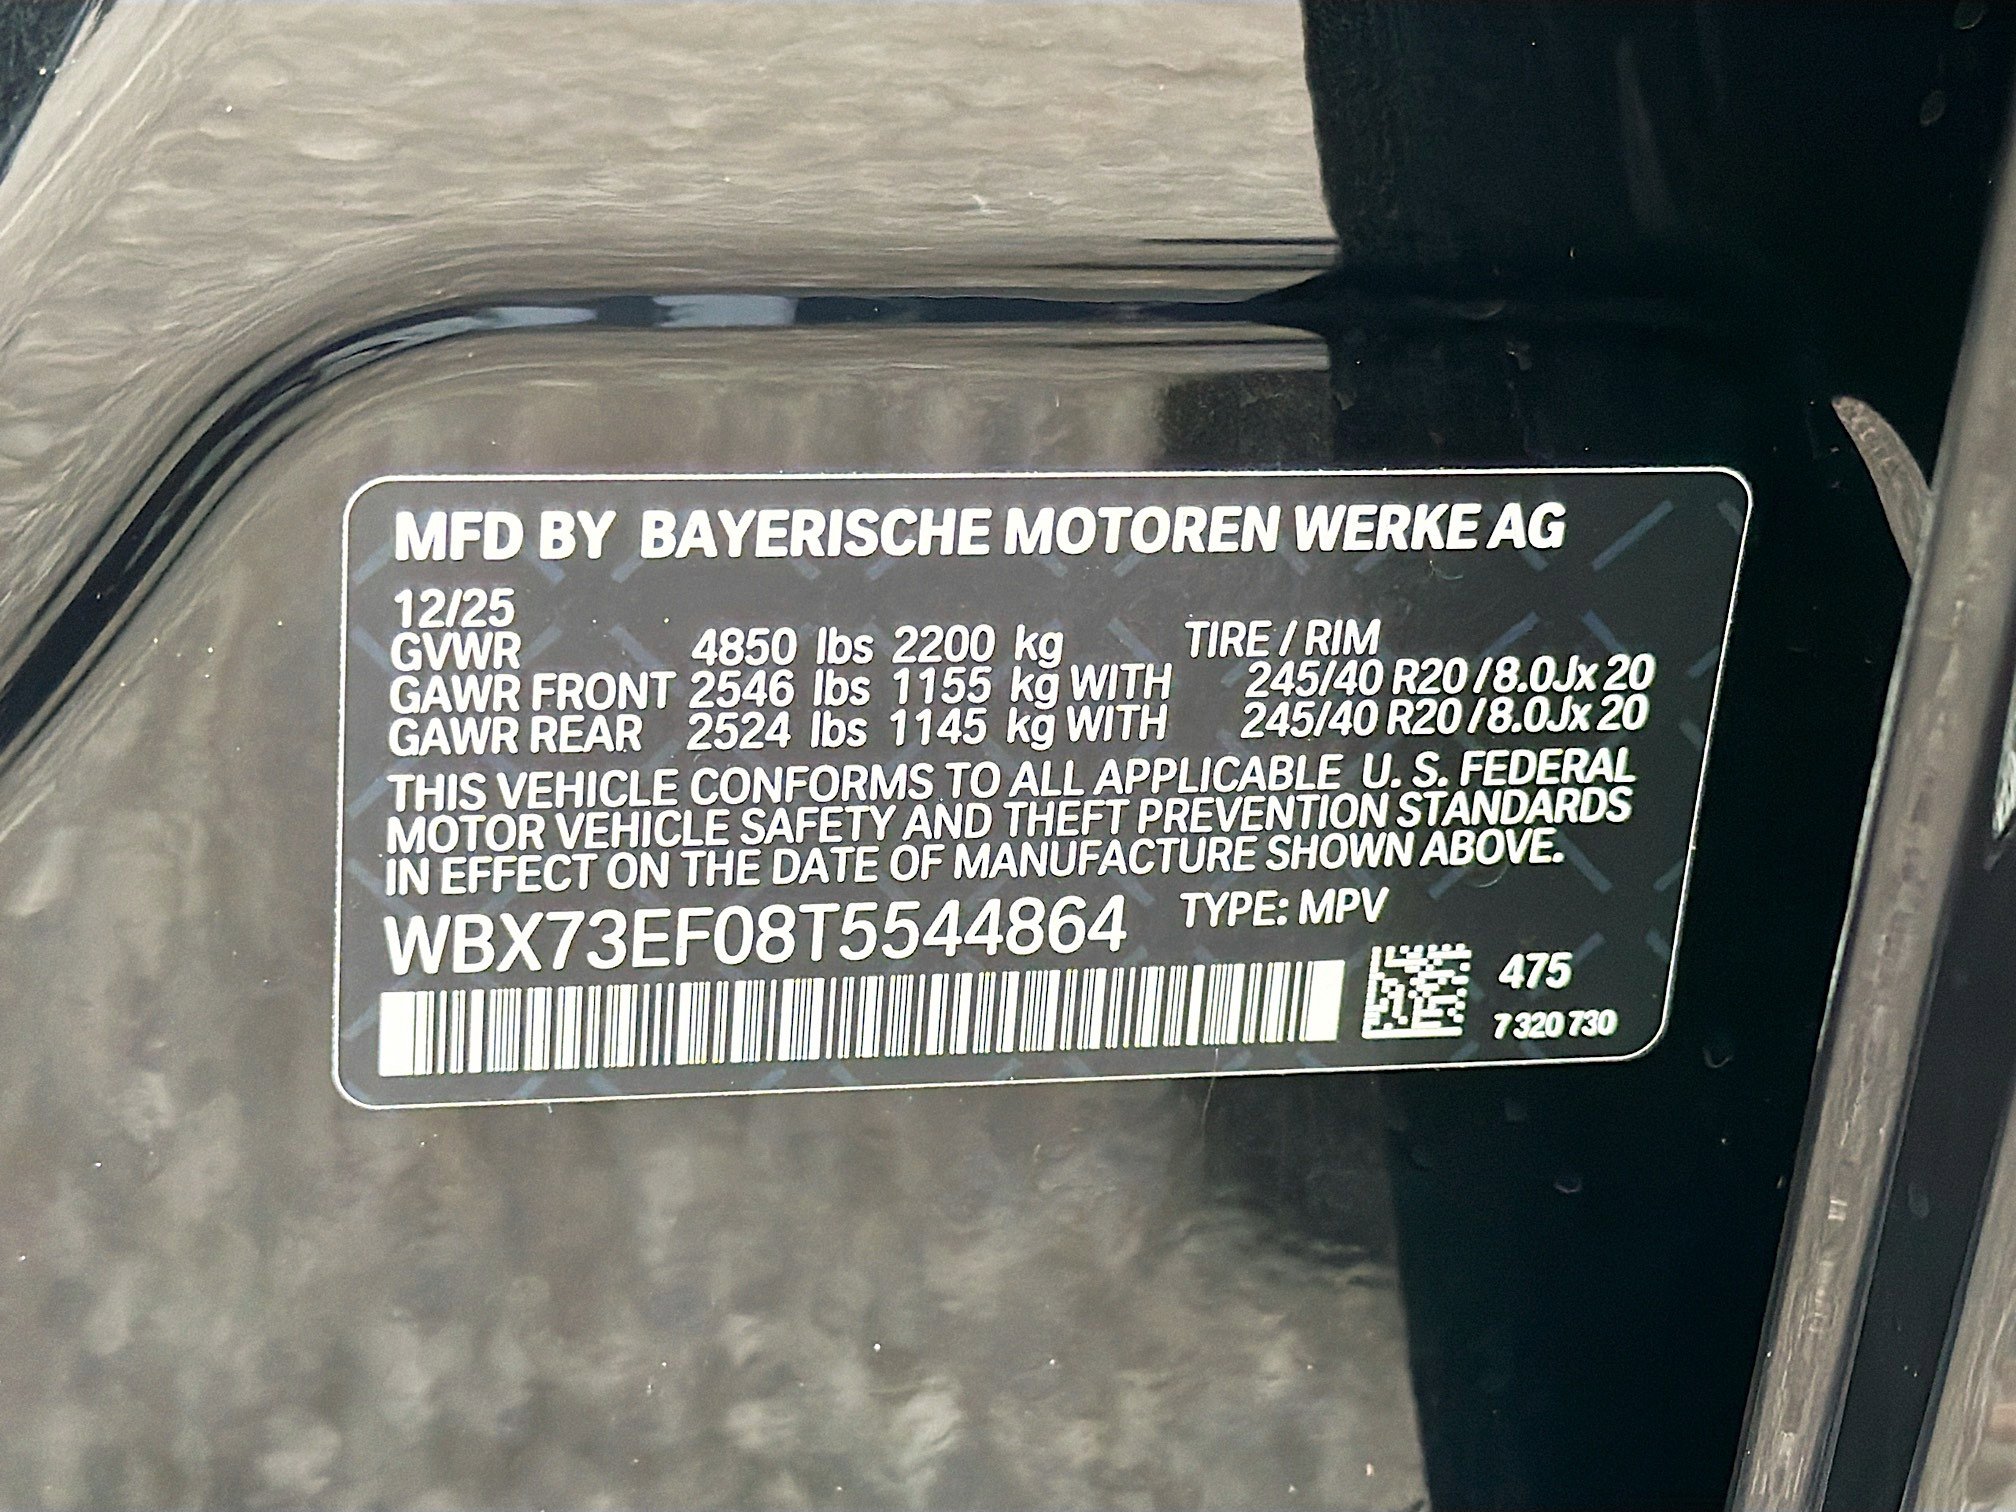 MFD BY BAYERISCHE MOTOREN WERKE AG
12/25
GVWR 4850 lbs 2200 kg TIRE / RIM
GAWR FRONT 2546 lbs 1155 kg WITH 245/40 R20 / 8.0Jx 20
GAWR REAR 2524 lbs 1145 kg WITH 245/40 R20 / 8.0Jx 20
THIS VEHICLE CONFORMS TO ALL APPLICABLE U. S. FEDERAL
MOTOR VEHICLE SAFETY AND THEFT PREVENTION STANDARDS
IN EFFECT ON THE DATE OF MANUFACTURE SHOWN ABOVE.
WBX73EF08T5544864 TYPE: MPV
475
7 320 730